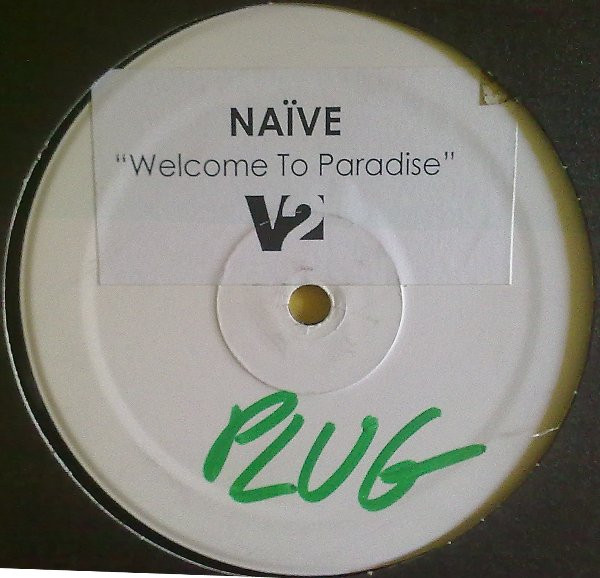 NAÏVE
“Welcome To Paradise”
V2
PLUG